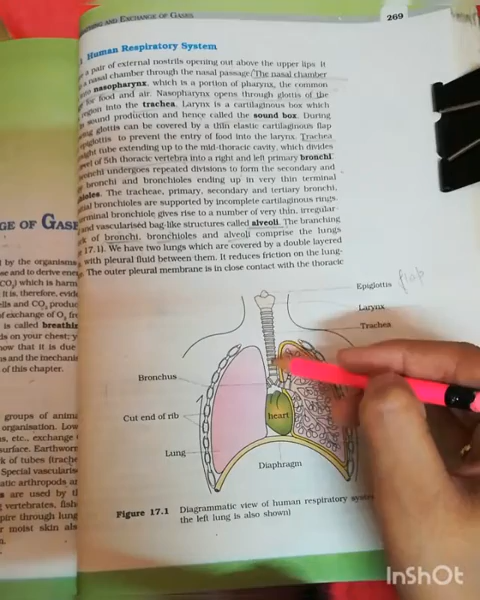 AND EXCHANGE OF GASES
269
Human Respiratory System
a pair of external nostrils opening out above the upper lips. It
a nasal chamber through the nasal passage. The nasal chamber
nasopharynx, which is a portion of pharynx, the common
for food and air. Nasopharynx opens through glottis of the
region into the trachea. Larynx is a cartilaginous box which
sound production and hence called the sound box. During
glottis can be covered by a thin elastic cartilaginous flap
epiglottis to prevent the entry of food into the larynx. Trachea
tube extending up to the mid-thoracic cavity, which divides
of 5th thoracic vertebra into a right and left primary bronchi.
bronchi undergoes repeated divisions to form the secondary and
bronchi and bronchioles ending up in very thin terminal
The tracheae, primary, secondary and tertiary bronchi,
bronchioles are supported by incomplete cartilaginous rings.
terminal bronchiole gives rise to a number of very thin, irregular-
and vascularised bag-like structures called alveoli. The branching
of bronchi, bronchioles and alveoli comprise the lungs
17.1). We have two lungs which are covered by a double layered
with pleural fluid between them. It reduces friction on the lung-
The outer pleural membrane is in close contact with the thoracic
Epiglottis
flap
Larynx
Trachea
Bronchus
Cut end of rib
heart
Lung
Diaphragm
Figure 17.1 Diagrammatic view of human respiratory
the left lung is also shown)
GE OF GASES
by the organisms
and to derive
which is harm
it is, therefore,
and CO2
of exchange of O2
is called
on your chest
that it is due
and the
of this chapter.
groups of
organisation. Low
etc., exchange
surface. Earthworm
of tubes
Special
arthropods
are used by
vertebrates,
through
moist skin
InShOt